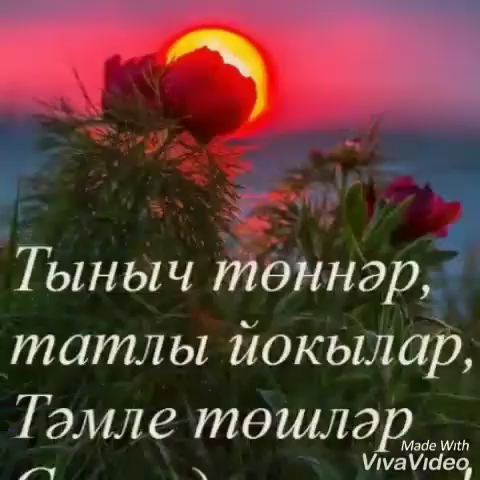 Тыныч төннәр,
татлы йокылар,
Тәмле төшләр
Made With
VivaVideo